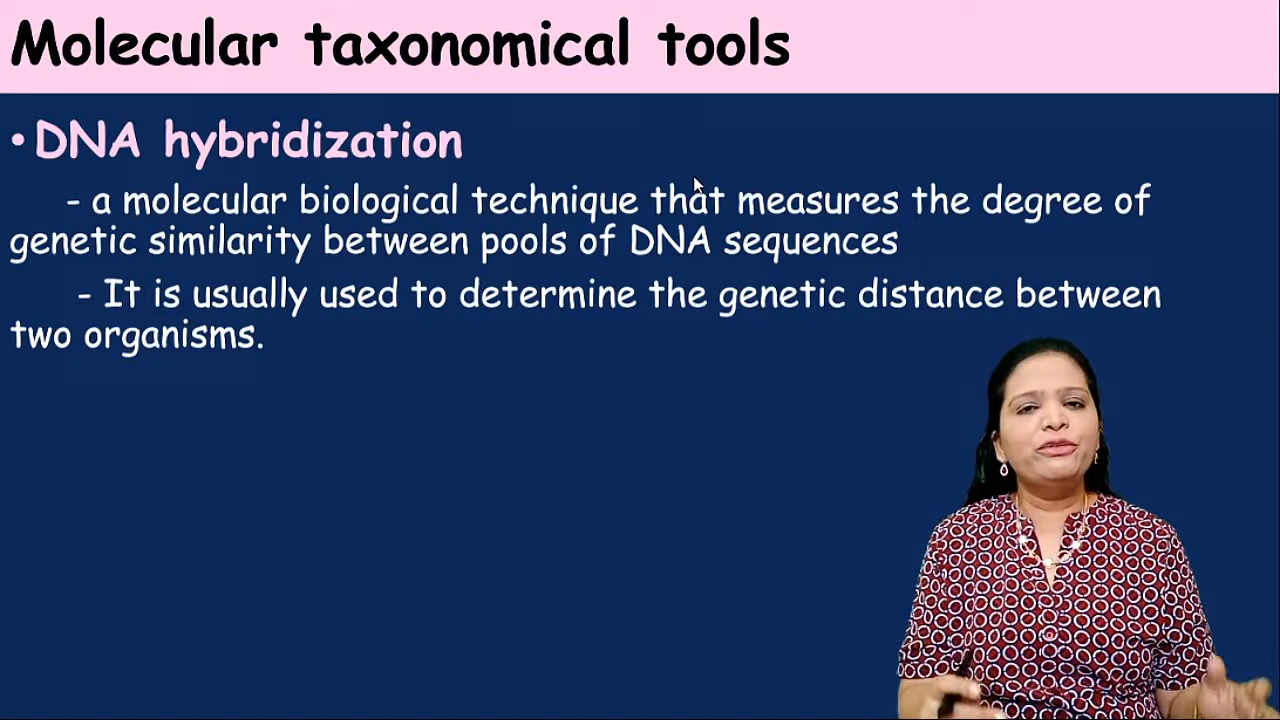 Molecular taxonomical tools
•DNA hybridization
- a molecular biological technique that measures the degree of
genetic similarity between pools of DNA sequences
- It is usually used to determine the genetic distance between
two organisms.